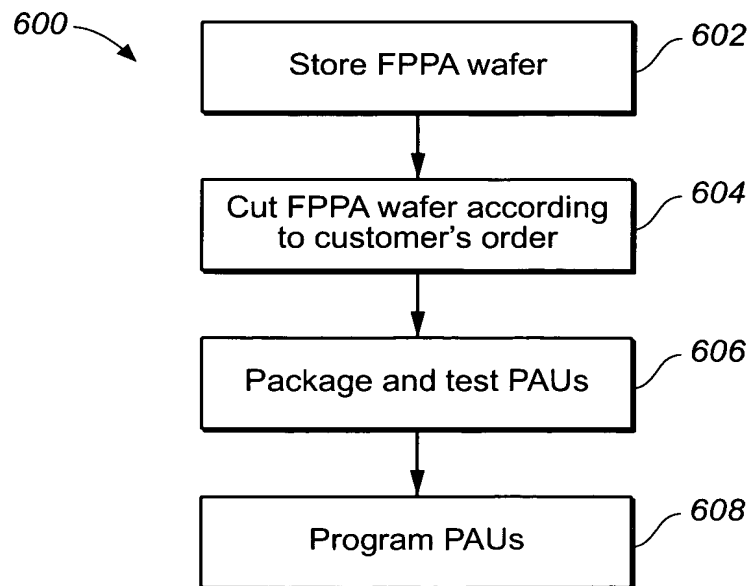 600
Store FPPA wafer
602
Cut FPPA wafer according
to customer's order
604
Package and test PAUs
606
Program PAUs
608